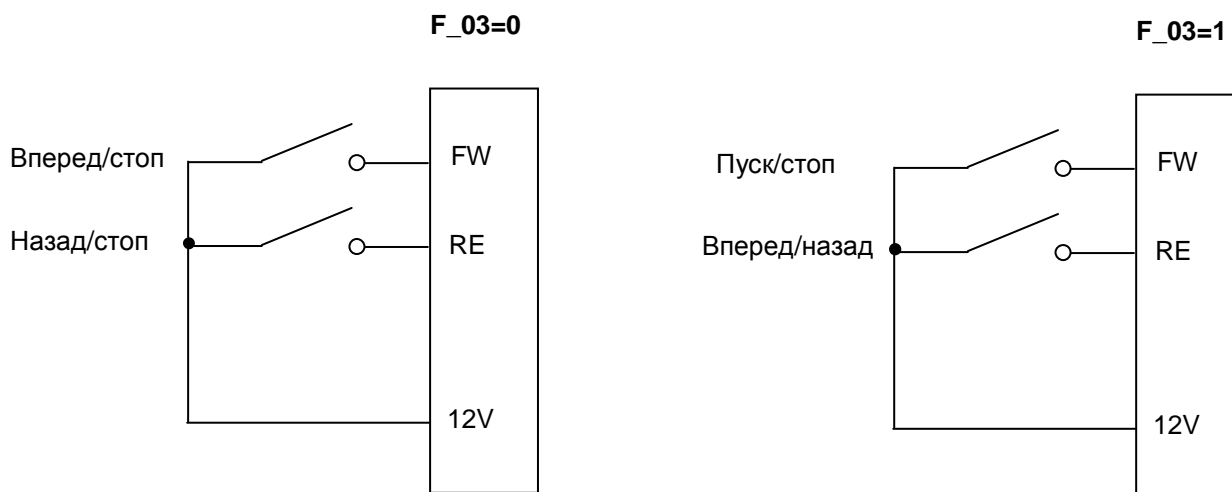 F_03=0
F_03=1
Вперед/стоп
FW
Пуск/стоп
FW
Назад/стоп
RE
Вперед/назад
RE
12V
12V